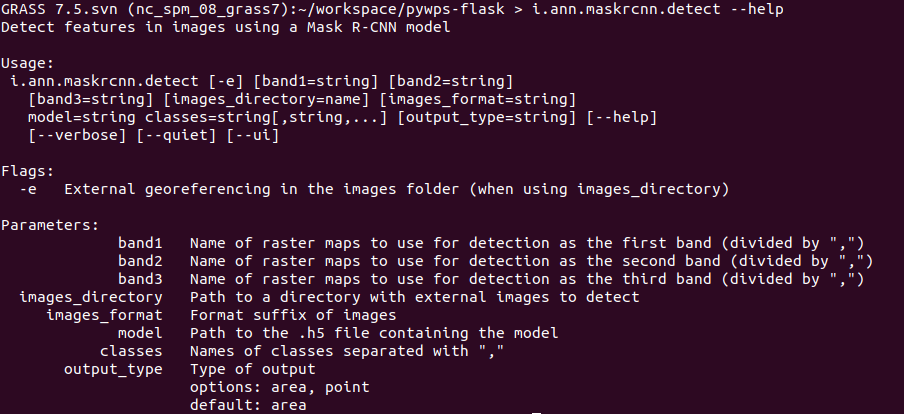 GRASS 7.5.svn (nc_spm_08_grass7):~/workspace/pywps-flask > i.ann.maskrcnn.detect --help
Detect features in images using a Mask R-CNN model

Usage:
 i.ann.maskrcnn.detect [-e] [band1=string] [band2=string]
   [band3=string] [images_directory=name] [images_format=string]
   model=string classes=string[,string,...] [output_type=string] [--help]
   [--verbose] [--quiet] [--ui]

Flags:
  -e   External georeferencing in the images folder (when using images_directory)

Parameters:
             band1   Name of raster maps to use for detection as the first band (divided by ",")
             band2   Name of raster maps to use for detection as the second band (divided by ",")
             band3   Name of raster maps to use for detection as the third band (divided by ",")
  images_directory   Path to a directory with external images to detect
     images_format   Format suffix of images
             model   Path to the .h5 file containing the model
           classes   Names of classes separated with ","
       output_type   Type of output
                     options: area, point
                     default: area